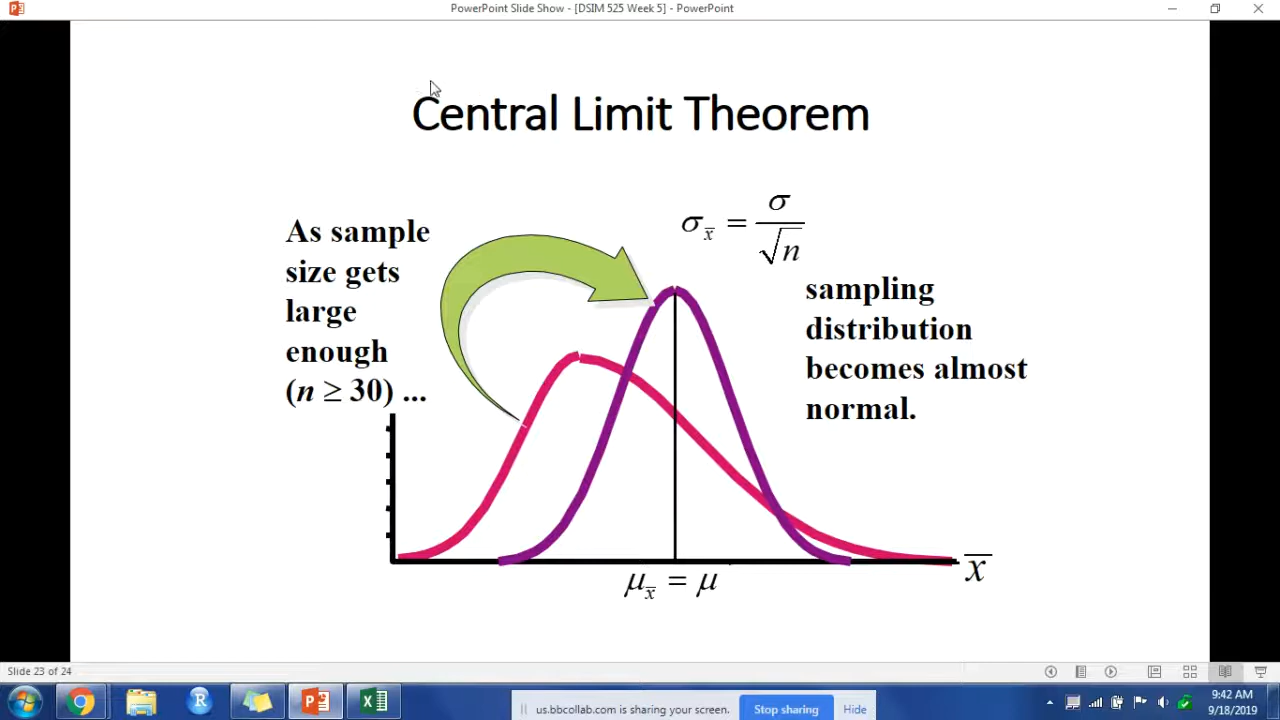 PowerPoint Slide Show - [DSIM 525 Week 5] - PowerPoint
Central Limit Theorem
As sample
size gets
large
enough
(n ≥ 30) ...
σx̅ = σ/√n
sampling
distribution
becomes almost
normal.
x̅
μx̅ = μ
Slide 23 of 24
us.bbcollab.com is sharing your screen.
Stop sharing
Hide
9:42 AM
9/18/2019